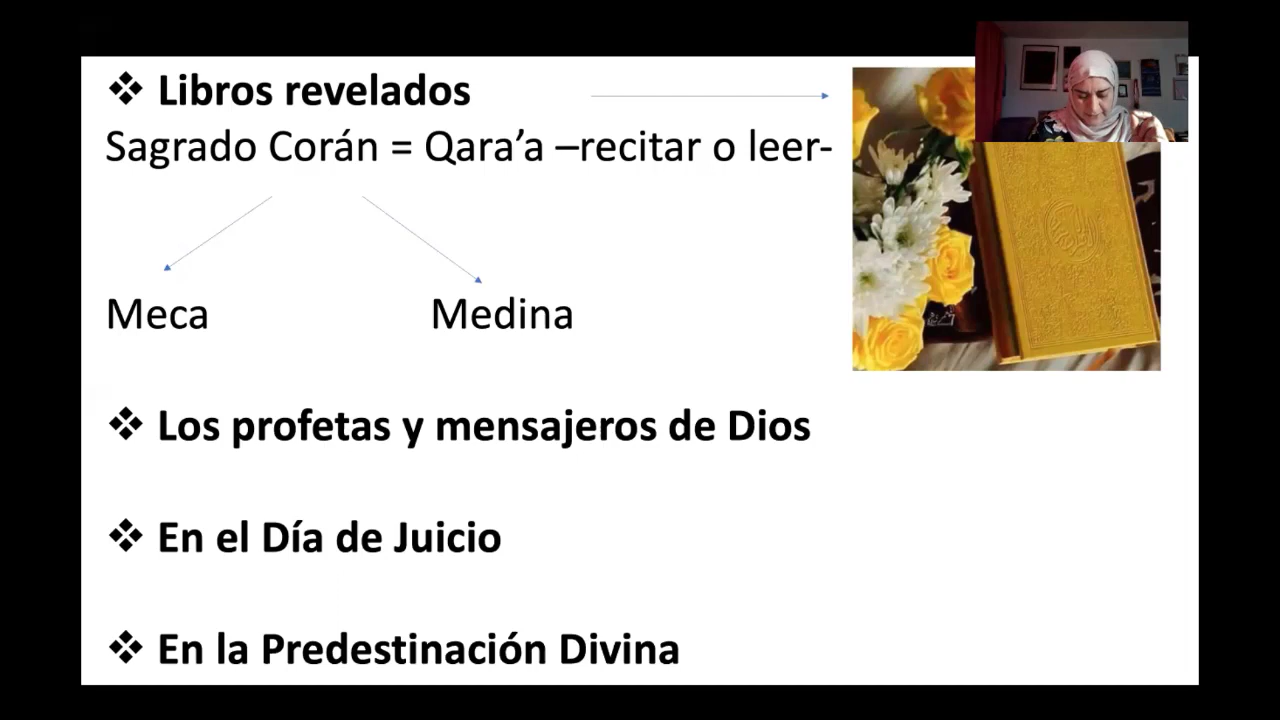 ❖ Libros revelados
Sagrado Corán = Qara’a –recitar o leer-
Meca Medina
❖ Los profetas y mensajeros de Dios
❖ En el Día de Juicio
❖ En la Predestinación Divina